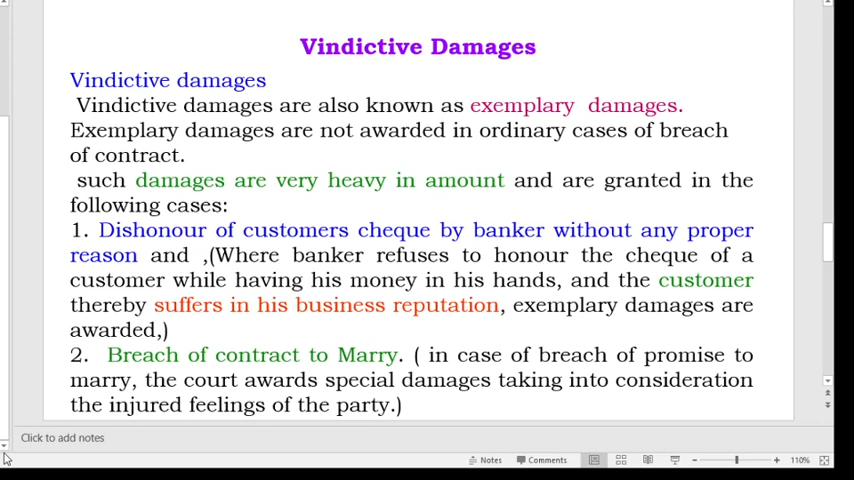 Vindictive Damages
Vindictive damages
Vindictive damages are also known as exemplary damages.
Exemplary damages are not awarded in ordinary cases of breach
of contract.
such damages are very heavy in amount and are granted in the
following cases:
1. Dishonour of customers cheque by banker without any proper
reason and ,(Where banker refuses to honour the cheque of a
customer while having his money in his hands, and the customer
thereby suffers in his business reputation, exemplary damages are
awarded,)
2. Breach of contract to Marry. ( in case of breach of promise to
marry, the court awards special damages taking into consideration
the injured feelings of the party.)
Click to add notes
Notes Comments 110%